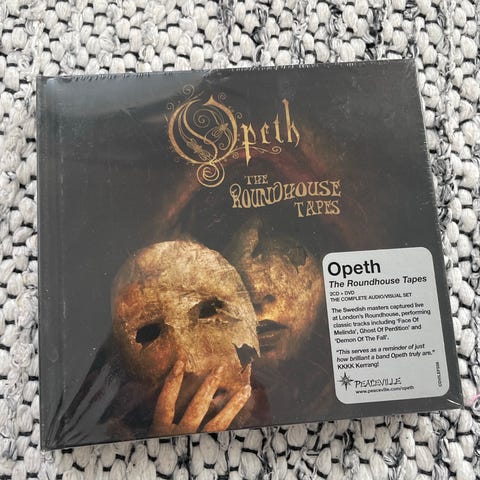 Opeth
THE
ROUNDHOUSE
TAPES
Opeth
The Roundhouse Tapes
2CD + DVD
THE COMPLETE AUDIO/VISUAL SET
The Swedish masters captured live
at London's Roundhouse, performing
classic tracks including 'Face Of
Melinda', Ghost Of Perdition' and
'Demon Of The Fall'.
"This serves as a reminder of just
how brilliant a band Opeth truly are."
KKKK Kerrang!
PEACEVILLE
www.peaceville.com/opeth